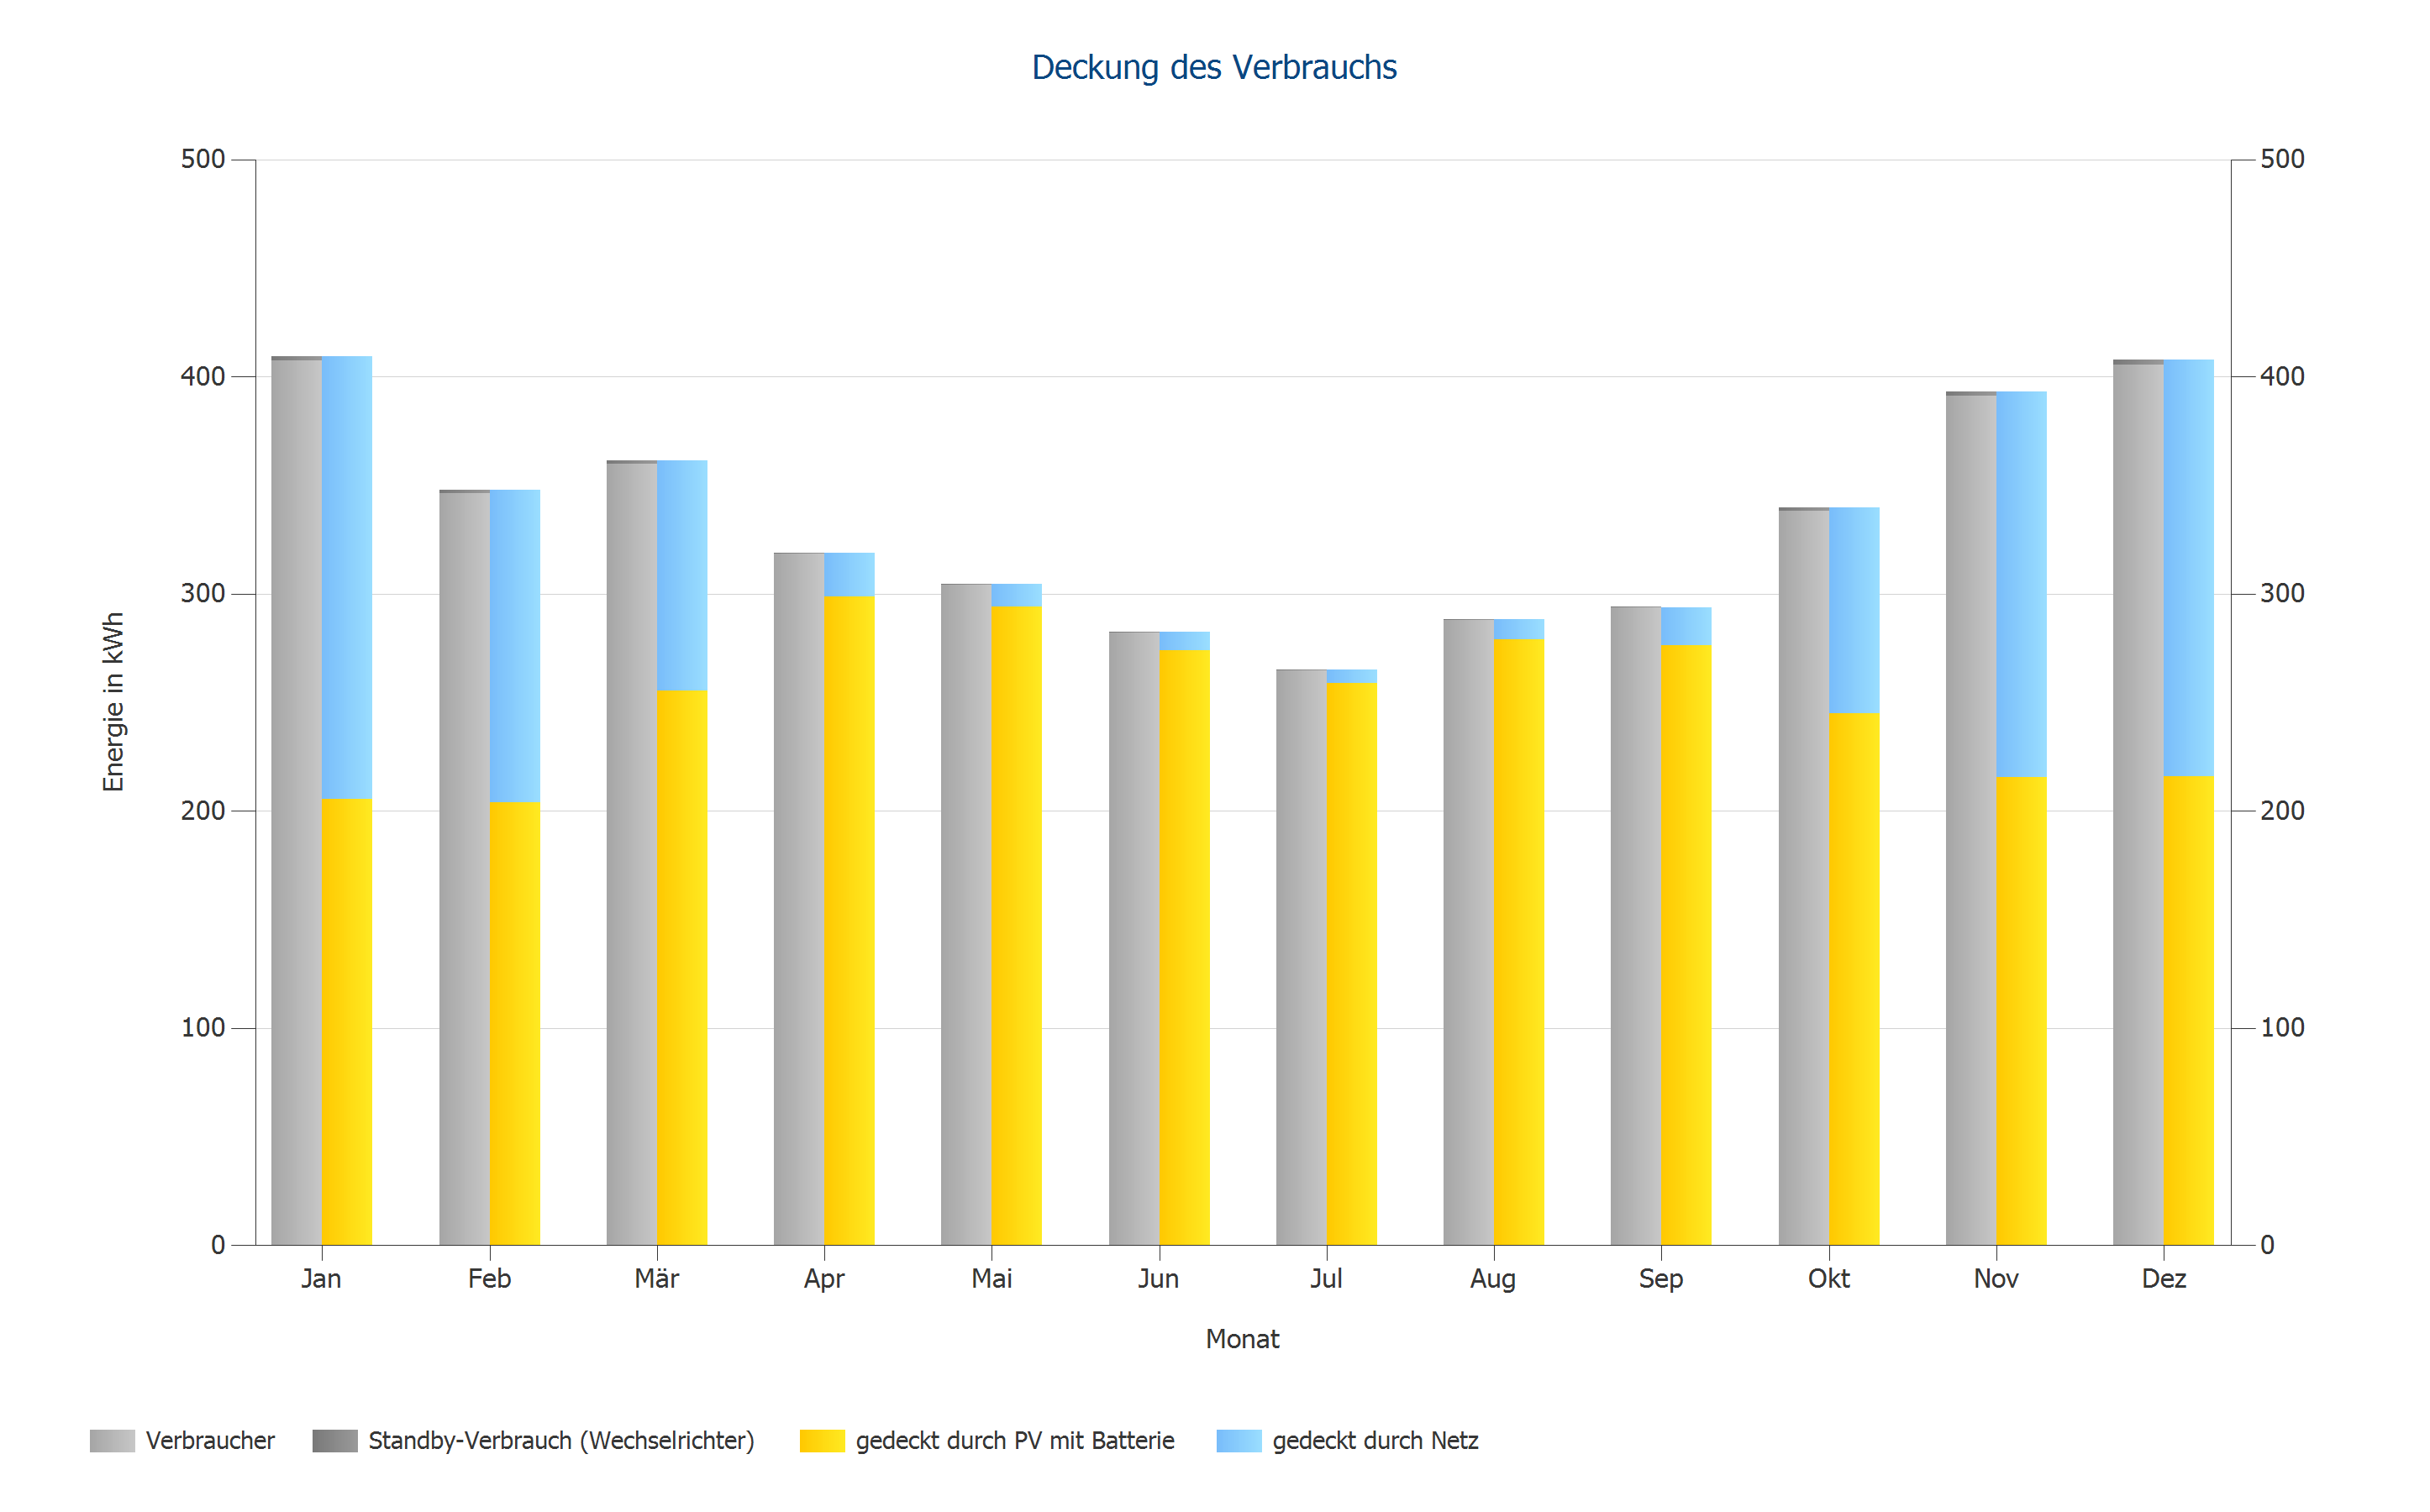 Deckung des Verbrauchs
500
500
400
400
300
300
200
200
100
100
0
0
Energie in kWh
Jan Feb Mär Apr Mai Jun Jul Aug Sep Okt Nov Dez
Monat
Verbraucher Standby-Verbrauch (Wechselrichter) gedeckt durch PV mit Batterie gedeckt durch Netz